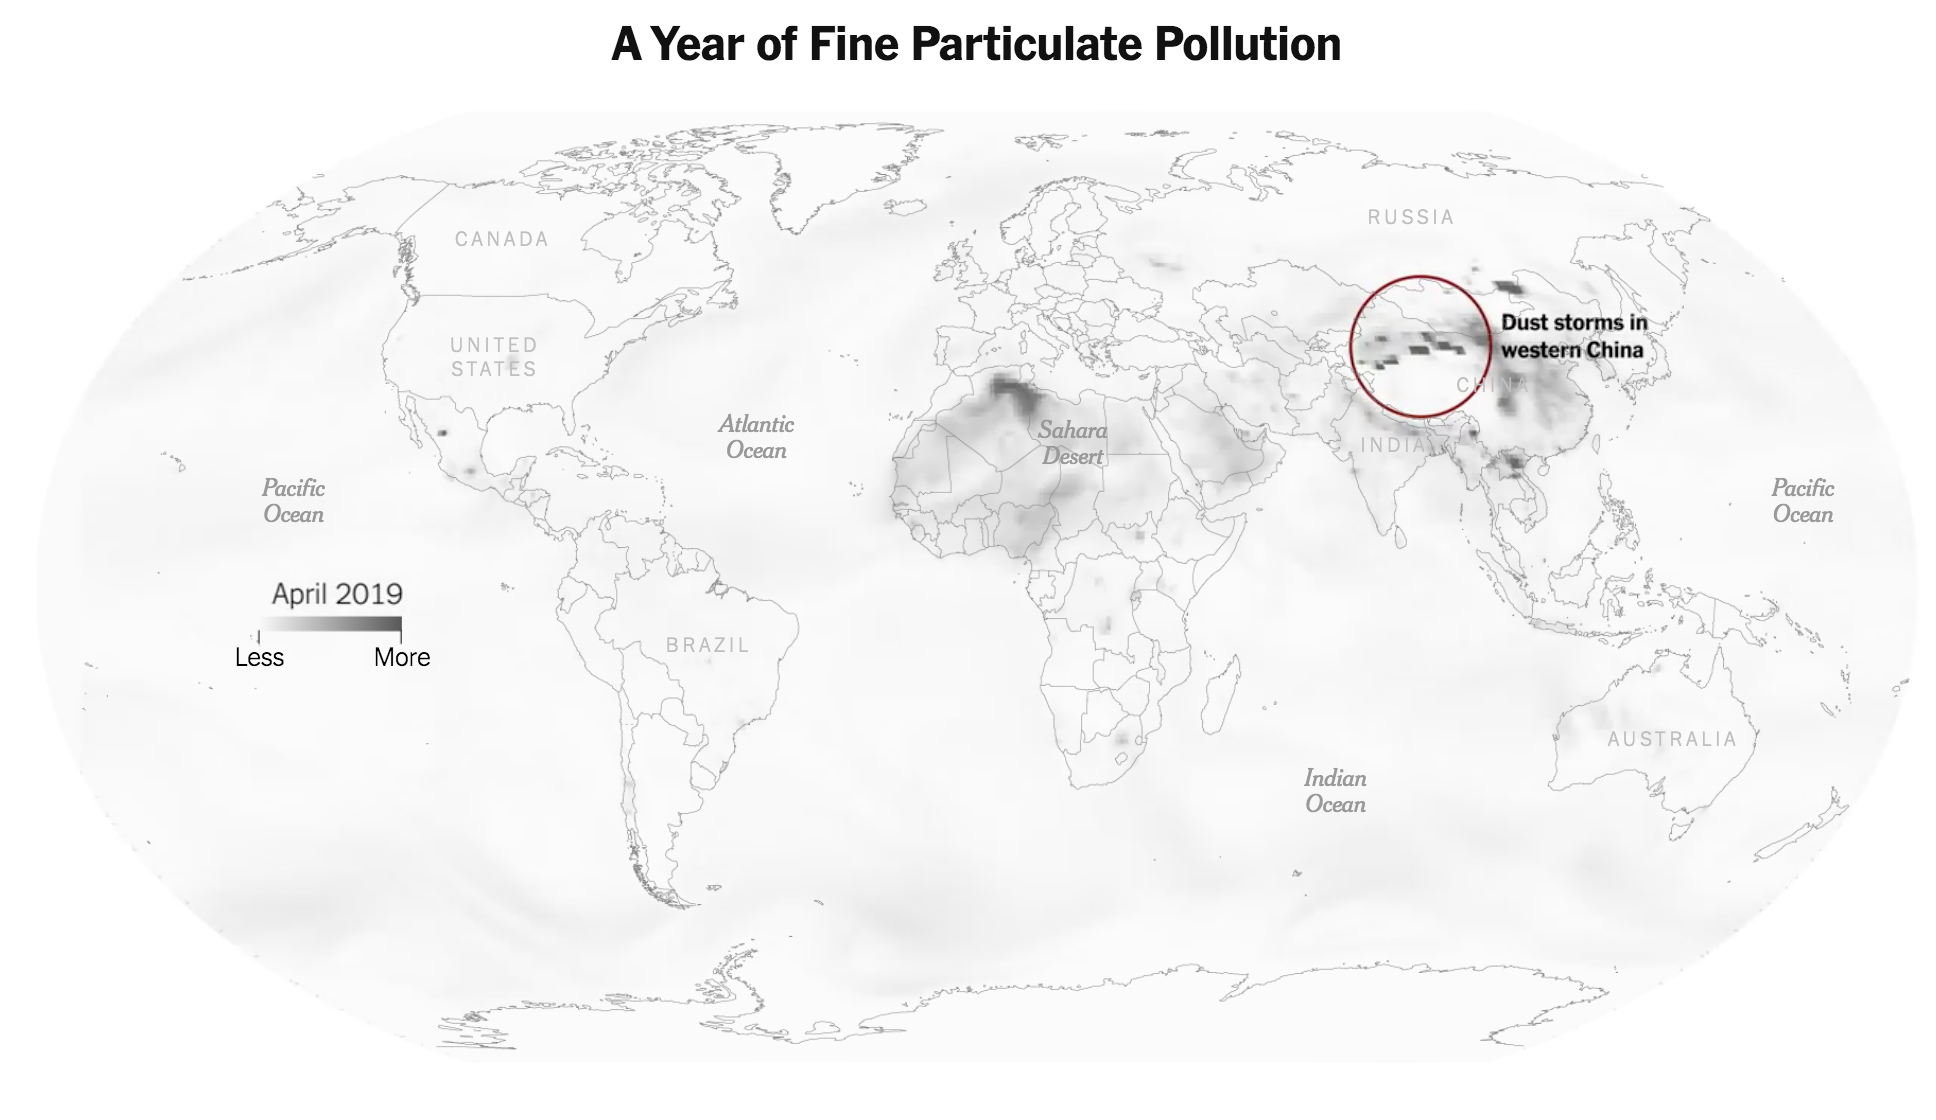 A Year of Fine Particulate Pollution
RUSSIA
CANADA
Dust storms in
western China
UNITED
STATES
CHINA
Atlantic
Ocean
Sahara
Desert
INDIA
Pacific
Ocean
Pacific
Ocean
April 2019
Less
More
BRAZIL
AUSTRALIA
Indian
Ocean